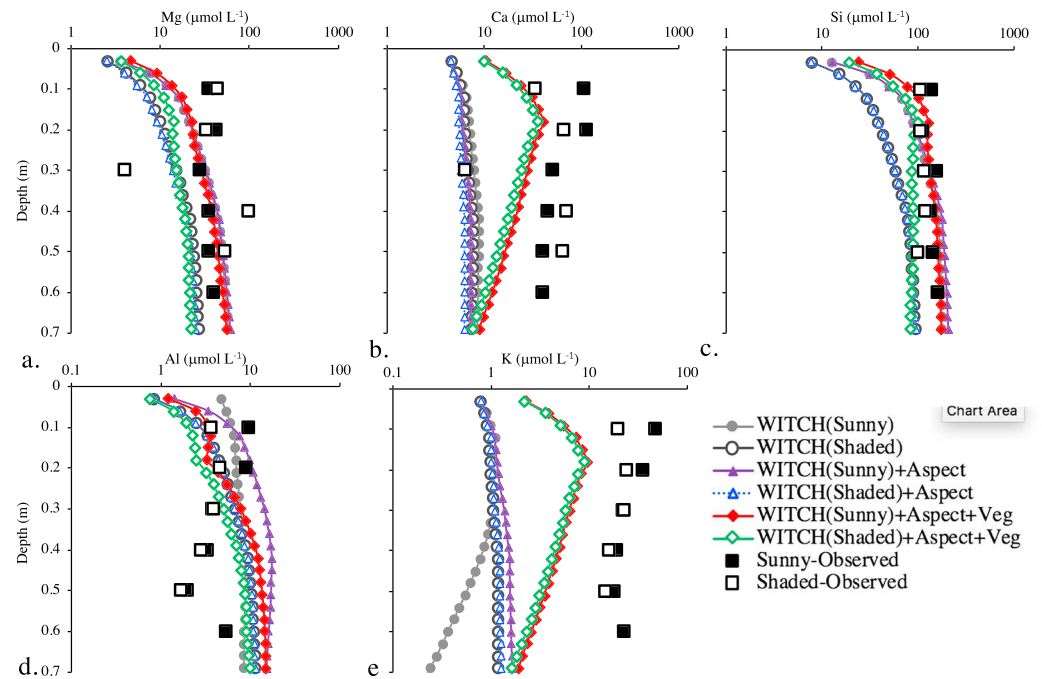 Mg (μmol L⁻¹)
1 10 100 1000
Depth (m)
0
0.1
0.2
0.3
0.4
0.5
0.6
0.7
a.
Ca (μmol L⁻¹)
1 10 100 1000
b.
Si (μmol L⁻¹)
1 10 100 1000
c.
Al (μmol L⁻¹)
0.1 1 10 100
Depth (m)
0
0.1
0.2
0.3
0.4
0.5
0.6
0.7
d.
K (μmol L⁻¹)
0.1 1 10 100
e
Chart Area
WITCH(Sunny)
WITCH(Shaded)
WITCH(Sunny)+Aspect
WITCH(Shaded)+Aspect
WITCH(Sunny)+Aspect+Veg
WITCH(Shaded)+Aspect+Veg
Sunny-Observed
Shaded-Observed